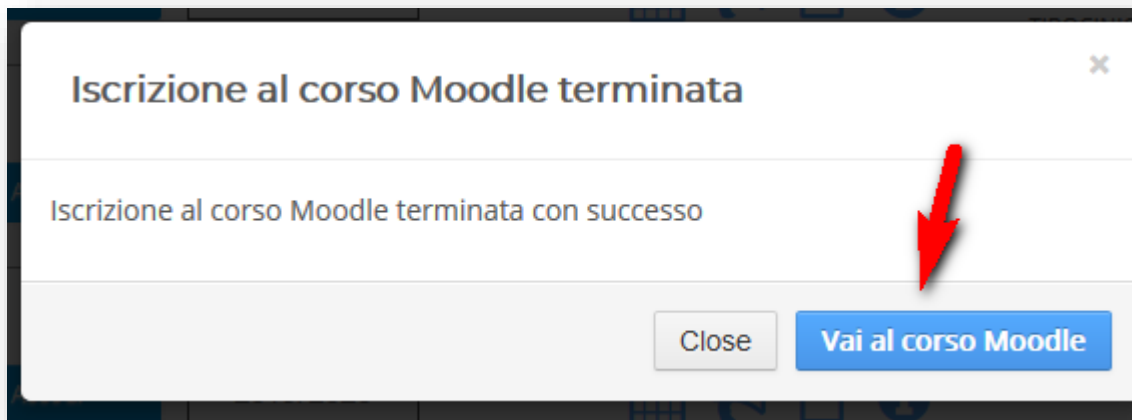 Iscrizione al corso Moodle terminata
×
Iscrizione al corso Moodle terminata con successo
Close
Vai al corso Moodle